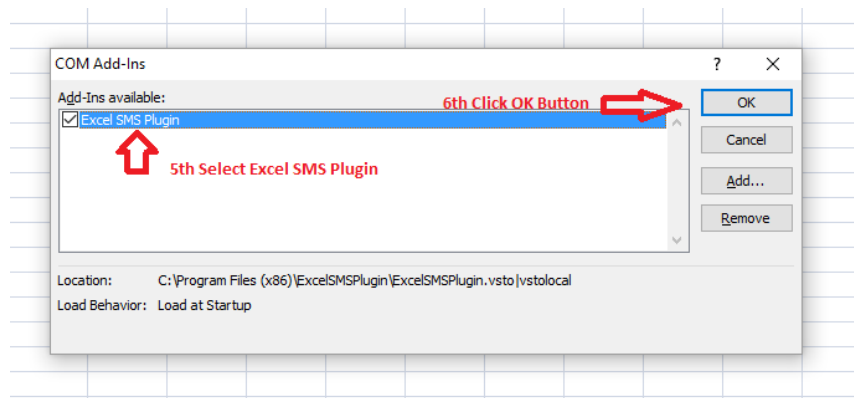 COM Add-Ins
?
Add-Ins available:
6th Click OK Button
OK
Excel SMS Plugin
Cancel
5th Select Excel SMS Plugin
Add...
Remove
Location: C:\Program Files (x86)\ExcelSMSPlugin\ExcelSMSPlugin.vsto|vstolocal
Load Behavior: Load at Startup